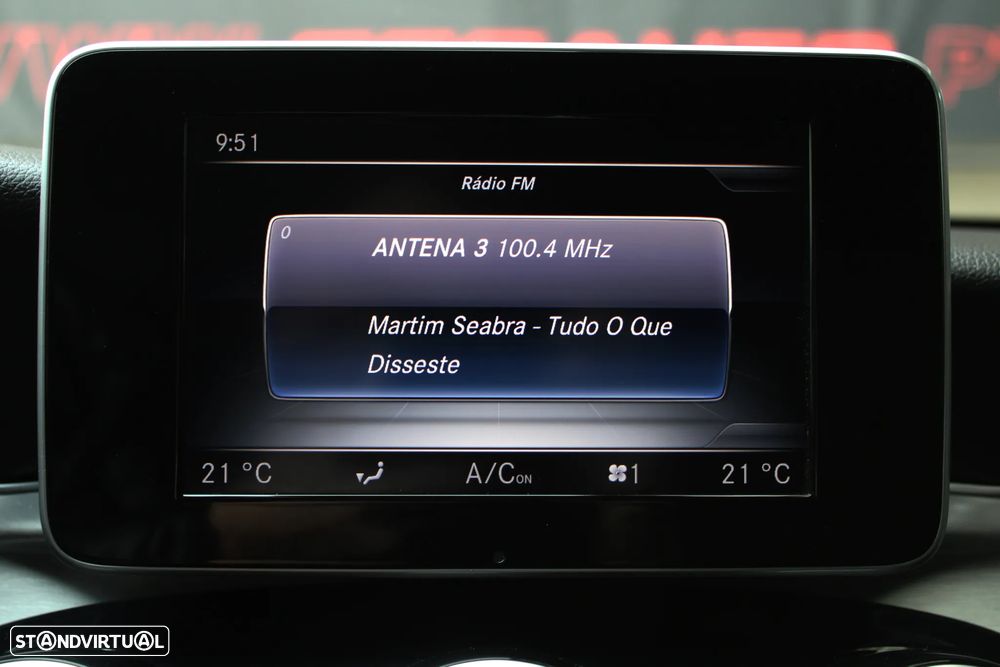 9:51
Rádio FM
0
ANTENA 3 100.4 MHz
Martim Seabra - Tudo O Que
Disseste
21 °C
A/C ON
1
21 °C
STANDVIRTUAL